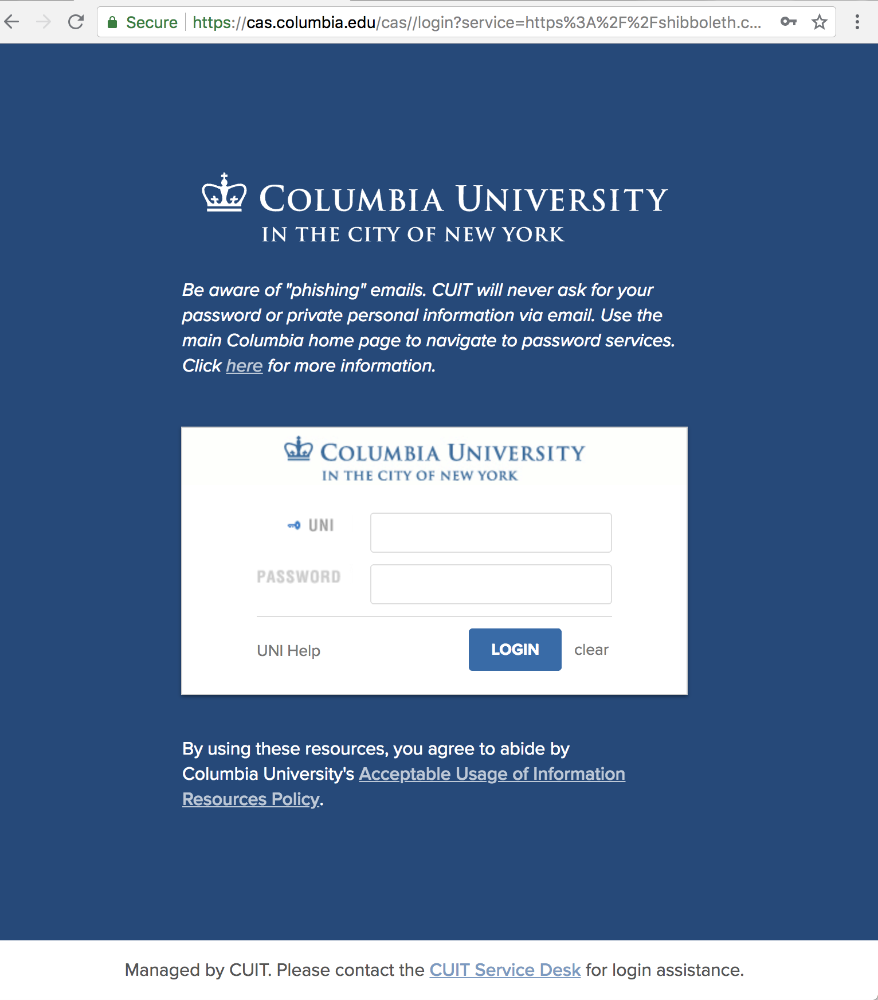 Secure https://cas.columbia.edu/cas//login?service=https%3A%2F%2Fshibboleth.c...
COLUMBIA UNIVERSITY
IN THE CITY OF NEW YORK
Be aware of "phishing" emails. CUIT will never ask for your
password or private personal information via email. Use the
main Columbia home page to navigate to password services.
Click here for more information.
COLUMBIA UNIVERSITY
IN THE CITY OF NEW YORK
UNI
PASSWORD
UNI Help LOGIN clear
By using these resources, you agree to abide by
Columbia University's Acceptable Usage of Information
Resources Policy.
Managed by CUIT. Please contact the CUIT Service Desk for login assistance.